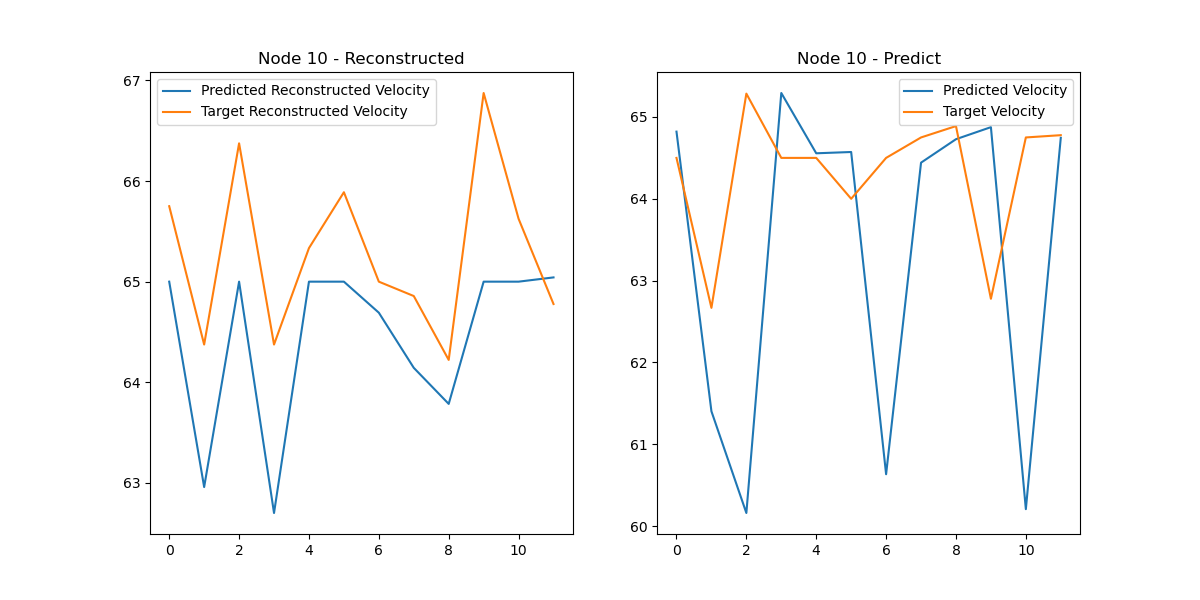 Node 10 - Reconstructed
Predicted Reconstructed Velocity
Target Reconstructed Velocity
67
66
65
64
63
0 2 4 6 8 10
Node 10 - Predict
Predicted Velocity
Target Velocity
65
64
63
62
61
60
0 2 4 6 8 10